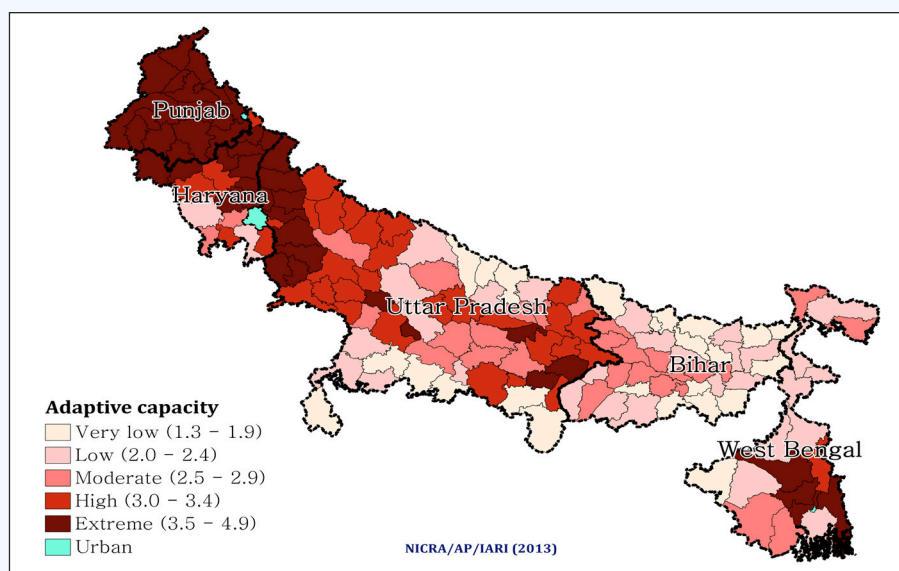 Punjab
Haryana
Uttar Pradesh
Bihar
West Bengal
Adaptive capacity
Very low (1.3 – 1.9)
Low (2.0 – 2.4)
Moderate (2.5 – 2.9)
High (3.0 – 3.4)
Extreme (3.5 – 4.9)
Urban
NICRA/AP/IARI (2013)